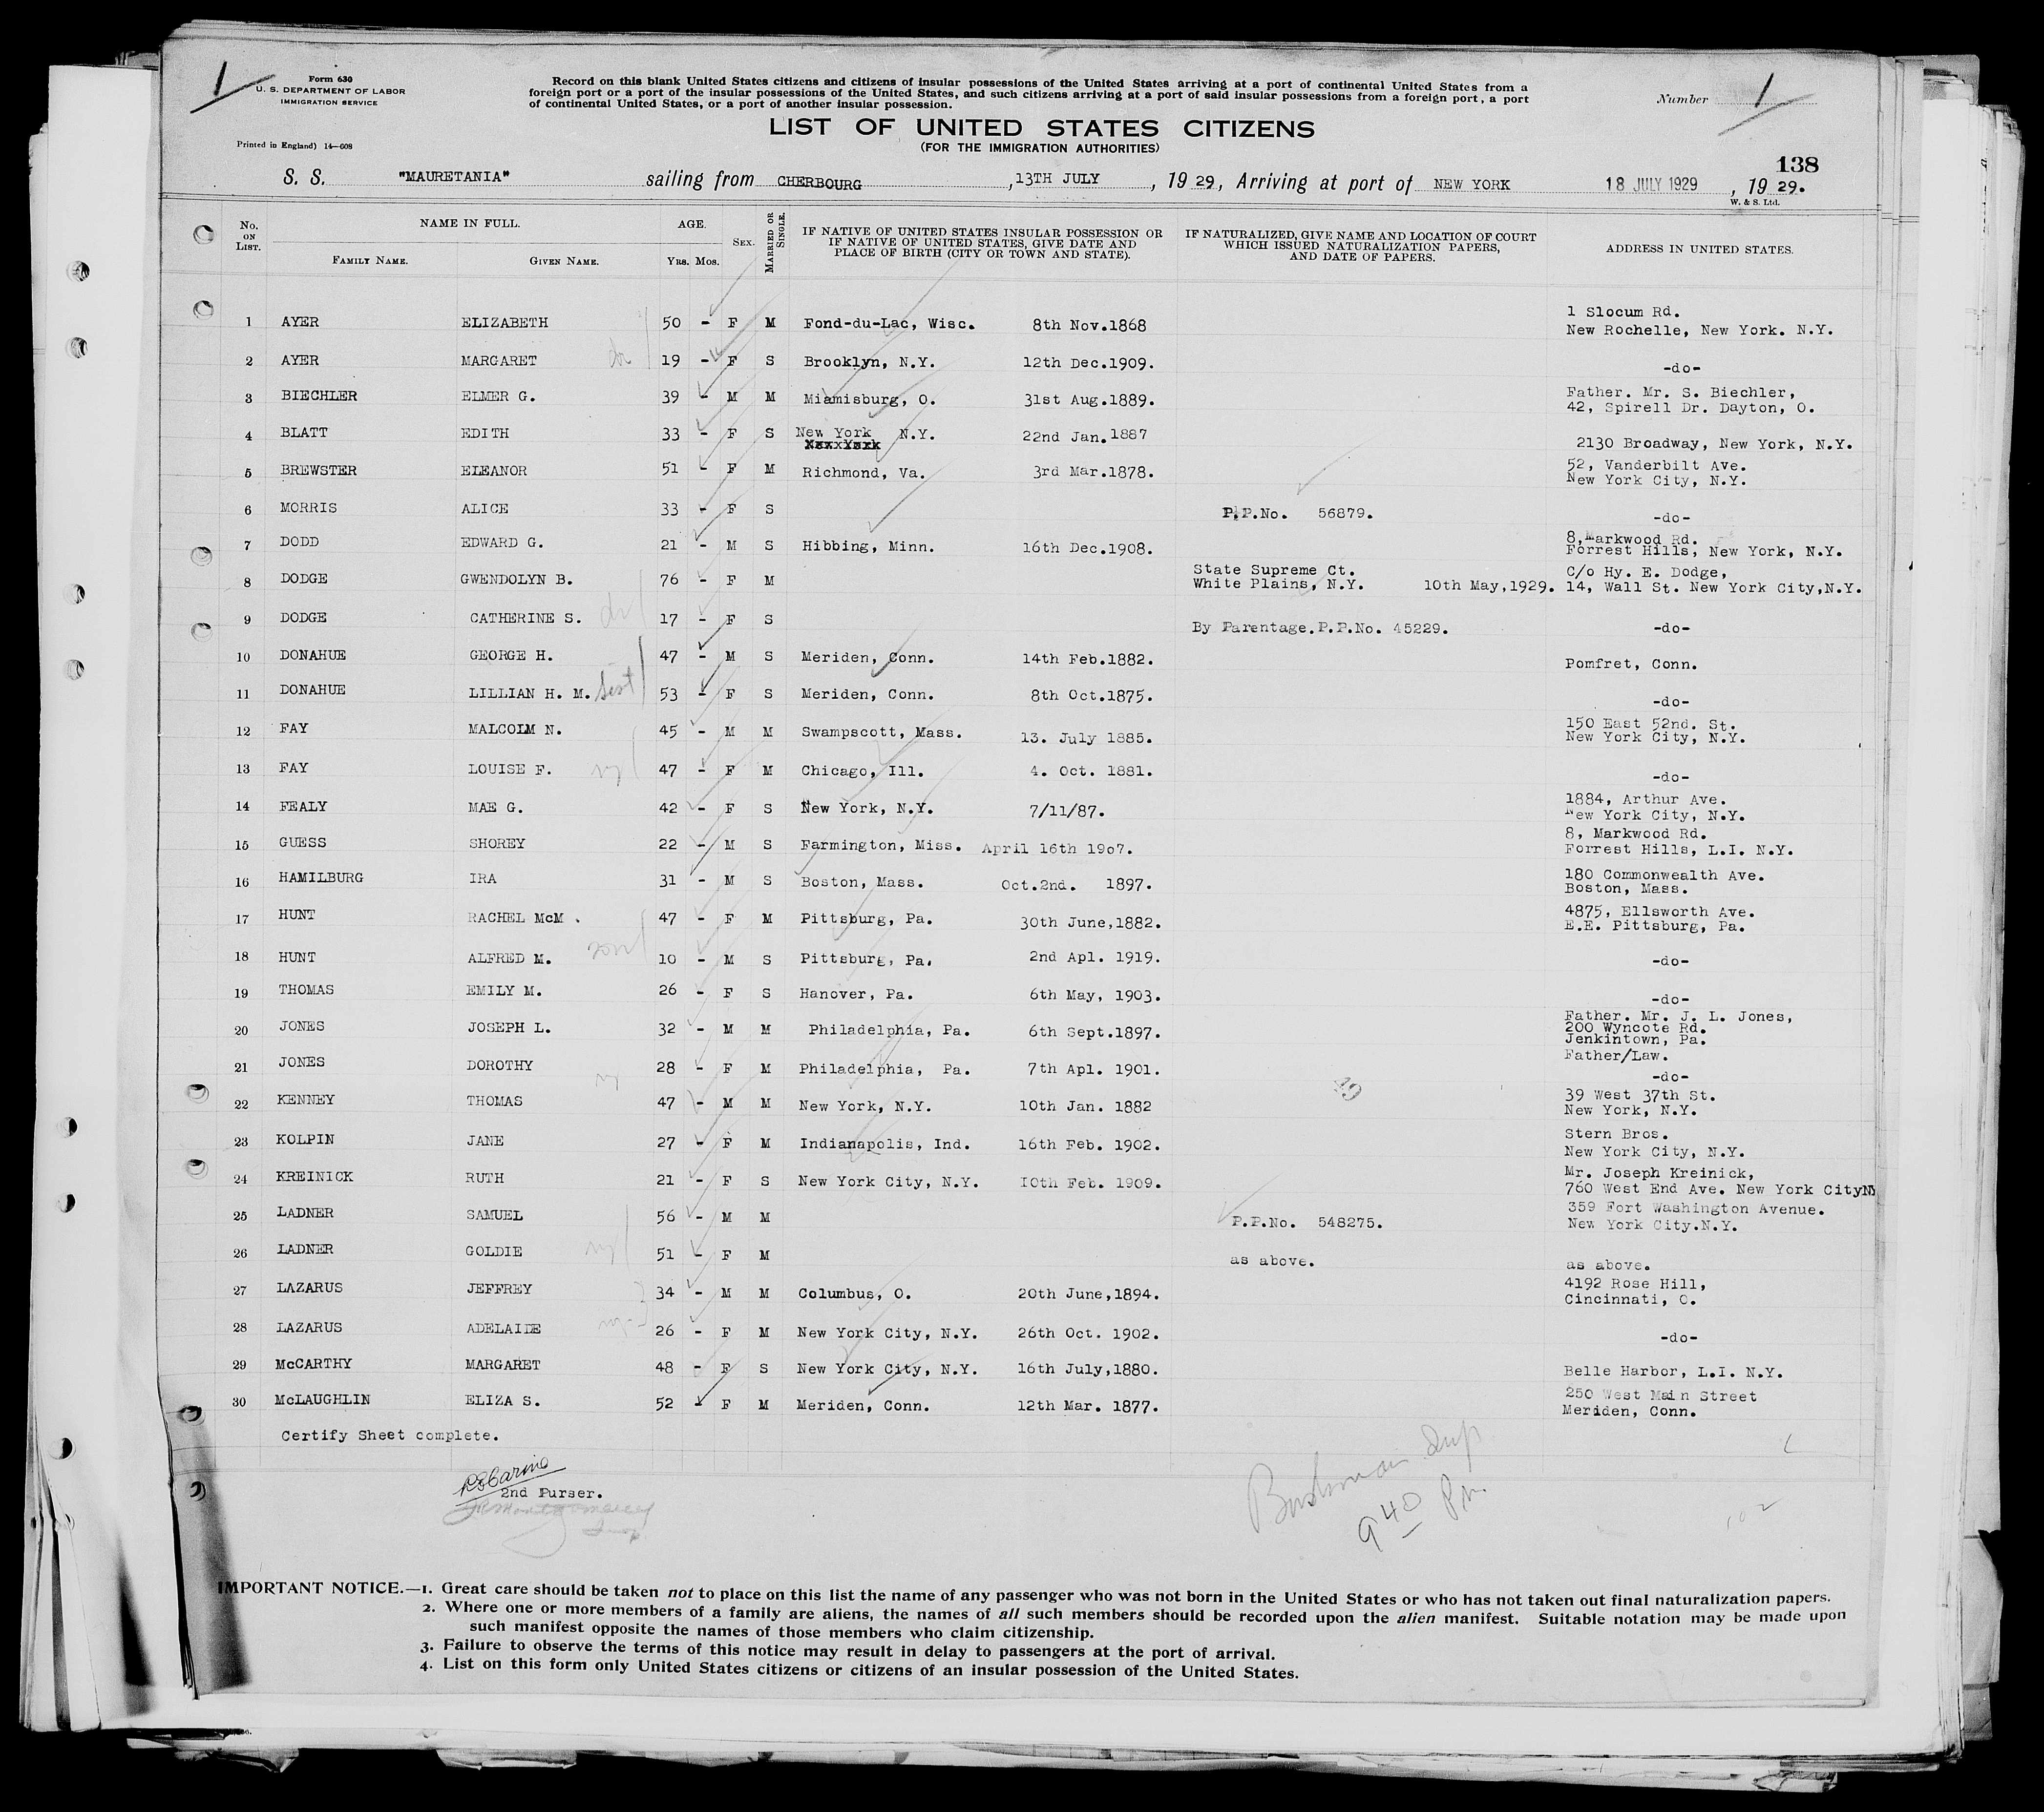 1
Form 630
U. S. DEPARTMENT OF LABOR
IMMIGRATION SERVICE
Printed in England) 14—608
Record on this blank United States citizens and citizens of insular possessions of the United States arriving at a port of continental United States from a
foreign port or a port of the insular possessions of the United States, and such citizens arriving at a port of said insular possessions from a foreign port, a port
of continental United States, or a port of another insular possession.
Number 1
LIST OF UNITED STATES CITIZENS
(FOR THE IMMIGRATION AUTHORITIES)
138
S. S. "MAURETANIA" sailing from CHERBOURG ,13TH JULY , 19 29, Arriving at port of NEW YORK 18 JULY 1929 , 19 29.
W. & S. Ltd.
No. ON LIST. NAME IN FULL. FAMILY NAME. GIVEN NAME. AGE. YRS. MOS. SEX. MARRIED OR SINGLE. IF NATIVE OF UNITED STATES INSULAR POSSESSION OR IF NATIVE OF UNITED STATES, GIVE DATE AND PLACE OF BIRTH (CITY OR TOWN AND STATE). IF NATURALIZED, GIVE NAME AND LOCATION OF COURT WHICH ISSUED NATURALIZATION PAPERS, AND DATE OF PAPERS. ADDRESS IN UNITED STATES.
1 AYER ELIZABETH 50 - F M Fond-du-Lac, Wisc. 8th Nov.1868 1 Slocum Rd. New Rochelle, New York. N.Y.
2 AYER MARGARET 19 - F S Brooklyn, N.Y. 12th Dec.1909. -do-
3 BIECHLER ELMER G. 39 - M M Miamisburg, O. 31st Aug.1889. Father. Mr. S. Biechler, 42, Spirell Dr. Dayton, O.
4 BLATT EDITH 33 - F S New York N.Y. 22nd Jan.1887 2130 Broadway, New York, N.Y.
5 BREWSTER ELEANOR 51 - F M Richmond, Va. 3rd Mar.1878. 52, Vanderbilt Ave. New York City, N.Y.
6 MORRIS ALICE 33 - F S P.P.No. 56879. -do-
7 DODD EDWARD G. 21 - M S Hibbing, Minn. 16th Dec.1908. 8,Markwood Rd. Forrest Hills, New York, N.Y.
8 DODGE GWENDOLYN B. 76 - F M State Supreme Ct. White Plains, N.Y. 10th May,1929. C/o Hy. E. Dodge, 14, Wall St. New York City,N.Y.
9 DODGE CATHERINE S. 17 - F S By Parentage.P.P.No. 45229. -do-
10 DONAHUE GEORGE H. 47 - M S Meriden, Conn. 14th Feb.1882. Pomfret, Conn.
11 DONAHUE LILLIAN H. M. sist 53 - F S Meriden, Conn. 8th Oct.1875. -do-
12 FAY MALCOLM N. 45 - M M Swampscott, Mass. 13. July 1885. 150 East 52nd. St. New York City, N.Y.
13 FAY LOUISE F. 47 - F M Chicago, Ill. 4. Oct. 1881. -do-
14 FEALY MAE G. 42 - F S New York, N.Y. 7/11/87. 1884, Arthur Ave. New York City, N.Y.
15 GUESS SHOREY 22 - M S Farmington, Miss. April 16th 1907. 8, Markwood Rd. Forrest Hills, L.I. N.Y.
16 HAMILBURG IRA 31 - M S Boston, Mass. Oct.2nd. 1897. 180 Commonwealth Ave. Boston, Mass.
17 HUNT RACHEL McM . 47 - F M Pittsburg, Pa. 30th June,1882. 4875, Ellsworth Ave. E.E. Pittsburg, Pa.
18 HUNT ALFRED M. son 10 - M S Pittsburg, Pa. 2nd Apl. 1919. -do-
19 THOMAS EMILY M. 26 - F S Hanover, Pa. 6th May, 1903. -do-
20 JONES JOSEPH L. 32 - M M Philadelphia, Pa. 6th Sept.1897. Father. Mr. J. L. Jones, 200 Wyncote Rd. Jenkintown, Pa.
21 JONES DOROTHY 28 - F M Philadelphia, Pa. 7th Apl. 1901. Father/Law. -do-
22 KENNEY THOMAS 47 - M M New York, N.Y. 10th Jan. 1882 39 West 37th St. New York, N.Y.
23 KOLPIN JANE 27 - F M Indianapolis, Ind. 16th Feb. 1902. Stern Bros. New York City, N.Y.
24 KREINICK RUTH 21 - F S New York City, N.Y. 10th Feb. 1909. Mr. Joseph Kreinick, 760 West End Ave. New York CityNY
25 LADNER SAMUEL 56 - M M P.P.No. 548275. 359 Fort Washington Avenue. New York City.N.Y.
26 LADNER GOLDIE 51 - F M as above. as above.
27 LAZARUS JEFFREY 34 - M M Columbus, O. 20th June,1894. 4192 Rose Hill, Cincinnati, O.
28 LAZARUS ADELAIDE 26 - F M New York City, N.Y. 26th Oct. 1902. -do-
29 McCARTHY MARGARET 48 - F S New York City, N.Y. 16th July,1880. Belle Harbor, L.I. N.Y.
30 McLAUGHLIN ELIZA S. 52 - F M Meriden, Conn. 12th Mar. 1877. 250 West Main Street Meriden, Conn.
Certify Sheet complete.
2nd Purser.
9 40 Pm
IMPORTANT NOTICE.—1. Great care should be taken not to place on this list the name of any passenger who was not born in the United States or who has not taken out final naturalization papers.
2. Where one or more members of a family are aliens, the names of all such members should be recorded upon the alien manifest. Suitable notation may be made upon
such manifest opposite the names of those members who claim citizenship.
3. Failure to observe the terms of this notice may result in delay to passengers at the port of arrival.
4. List on this form only United States citizens or citizens of an insular possession of the United States.